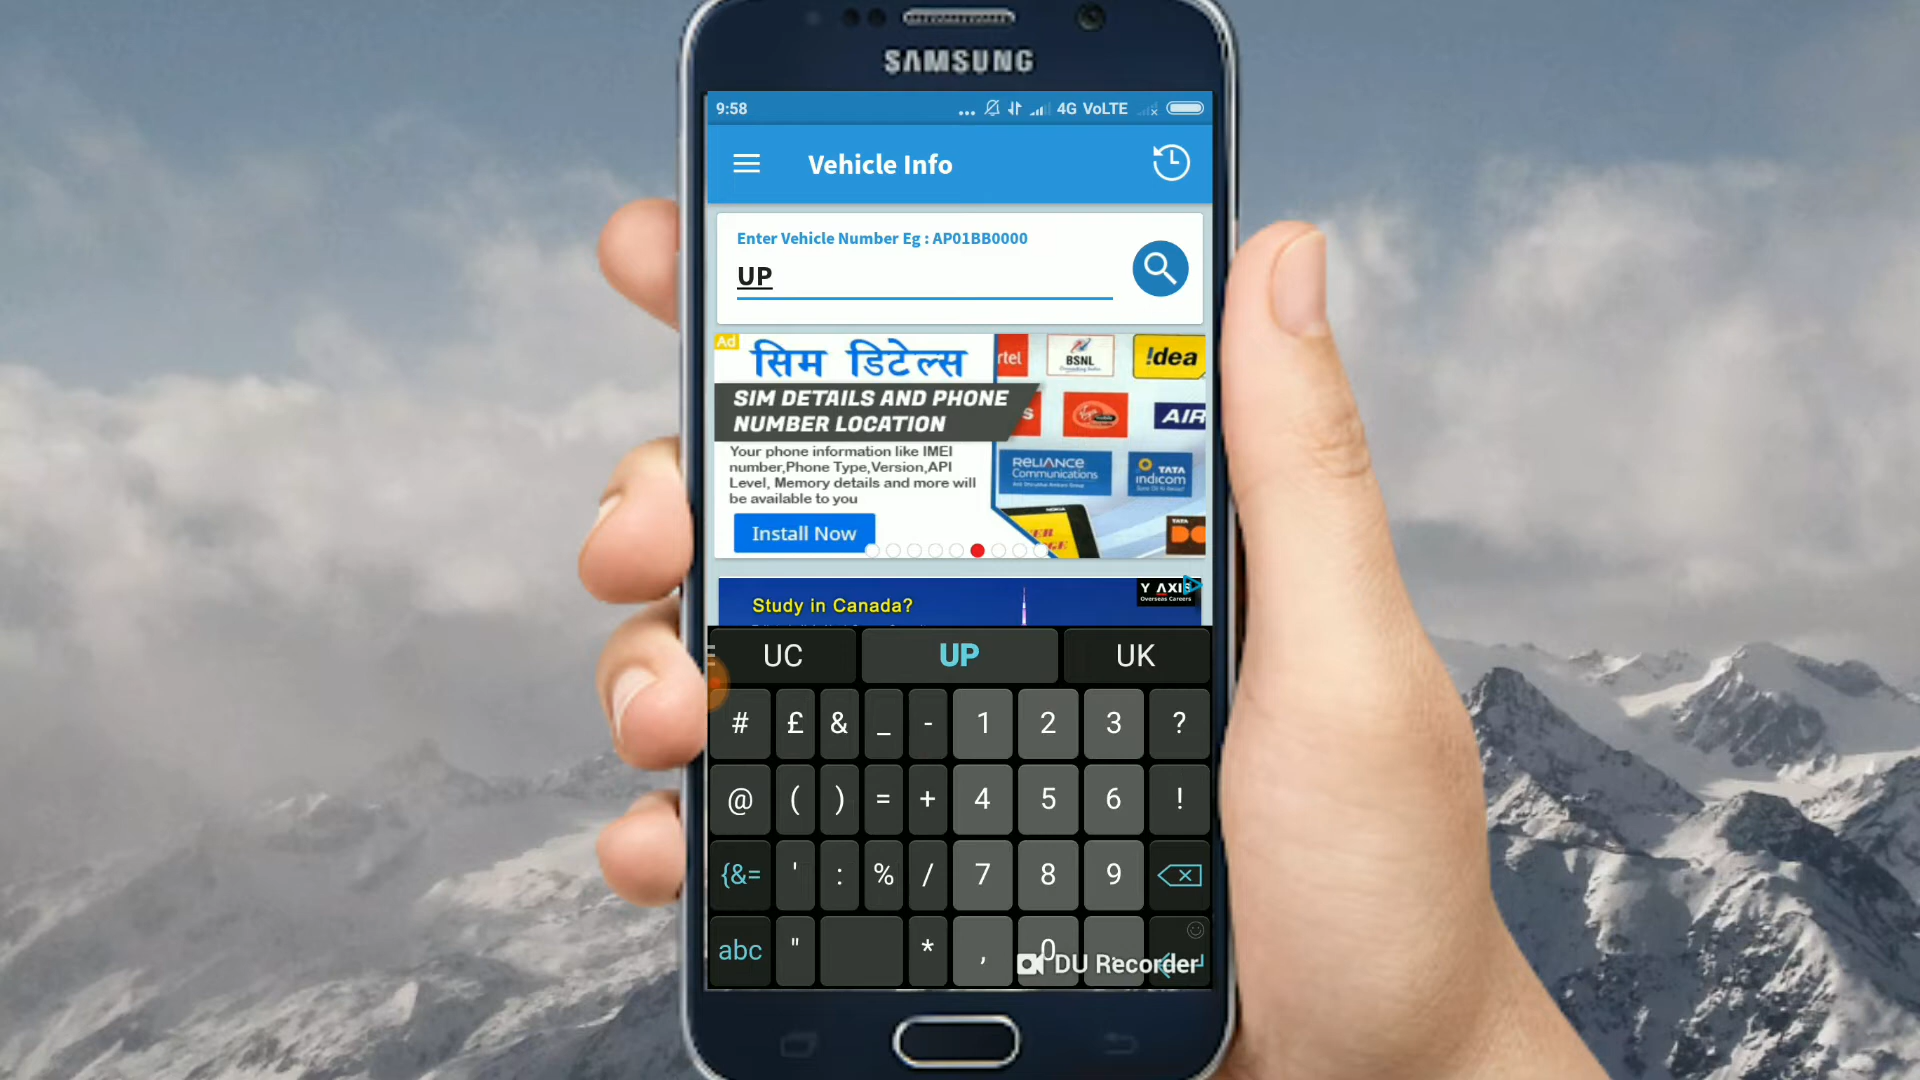 SAMSUNG
9:58
4G VoLTE
Vehicle Info
Enter Vehicle Number Eg : AP01BB0000
UP
Ad
सिम डिटेल्स
SIM DETAILS AND PHONE
NUMBER LOCATION
Your phone information like IMEI
number,Phone Type,Version,API
Level, Memory details and more will
be available to you
Install Now
rtel
BSNL
!dea
S
AIR
RELIANCE
Communications
TATA
indicom
NOKIA
TATA
DO
Y AXIS
Overseas Careers
Study in Canada?
UC UP UK
# £ & _ - 1 2 3 ?
@ ( ) = + 4 5 6 !
{&= ' : % / 7 8 9
abc " * , 0 .
DU Recorder